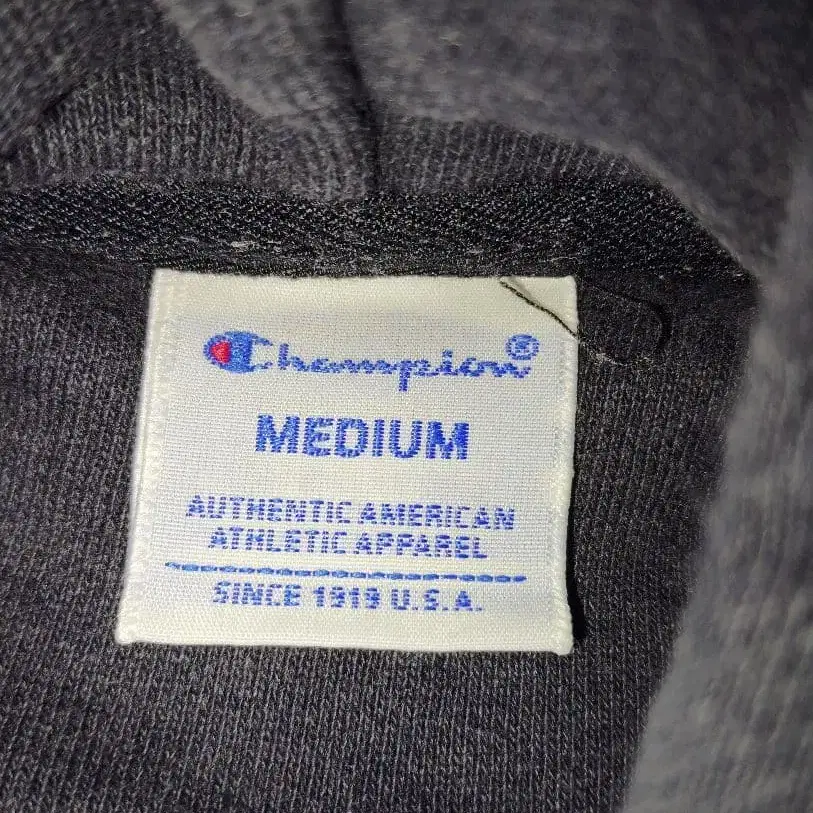 Champion®
MEDIUM
AUTHENTIC AMERICAN
ATHLETIC APPAREL
SINCE 1919 U.S.A.